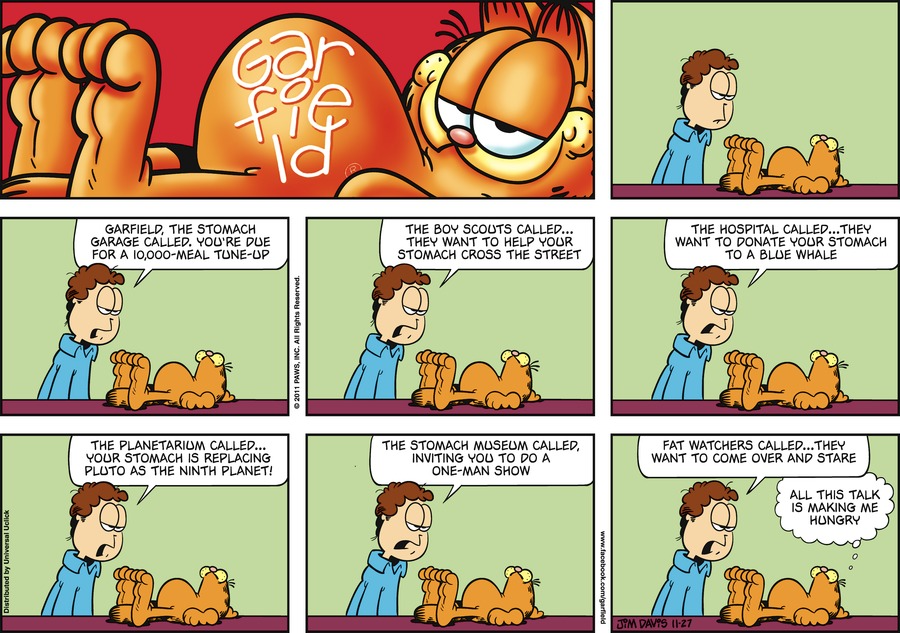 Gar
fie
ld
®
GARFIELD, THE STOMACH
GARAGE CALLED. YOU'RE DUE
FOR A 10,000-MEAL TUNE-UP
© 2011 PAWS, INC. All Rights Reserved.
THE BOY SCOUTS CALLED...
THEY WANT TO HELP YOUR
STOMACH CROSS THE STREET
THE HOSPITAL CALLED...THEY
WANT TO DONATE YOUR STOMACH
TO A BLUE WHALE
Distributed by Universal Uclick
THE PLANETARIUM CALLED...
YOUR STOMACH IS REPLACING
PLUTO AS THE NINTH PLANET!
THE STOMACH MUSEUM CALLED,
INVITING YOU TO DO A
ONE-MAN SHOW
www.facebook.com/garfield
FAT WATCHERS CALLED...THEY
WANT TO COME OVER AND STARE
ALL THIS TALK
IS MAKING ME
HUNGRY
JIM DAVIS 11-27